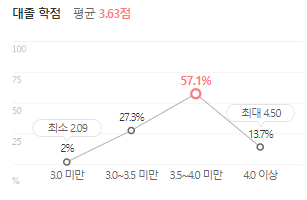 대졸 학점 평균 3.63점
100
75
57.1%
50
최소 2.09
27.3%
최대 4.50
25
2%
13.7%
%
3.0 미만
3.0~3.5 미만
3.5~4.0 미만
4.0 이상